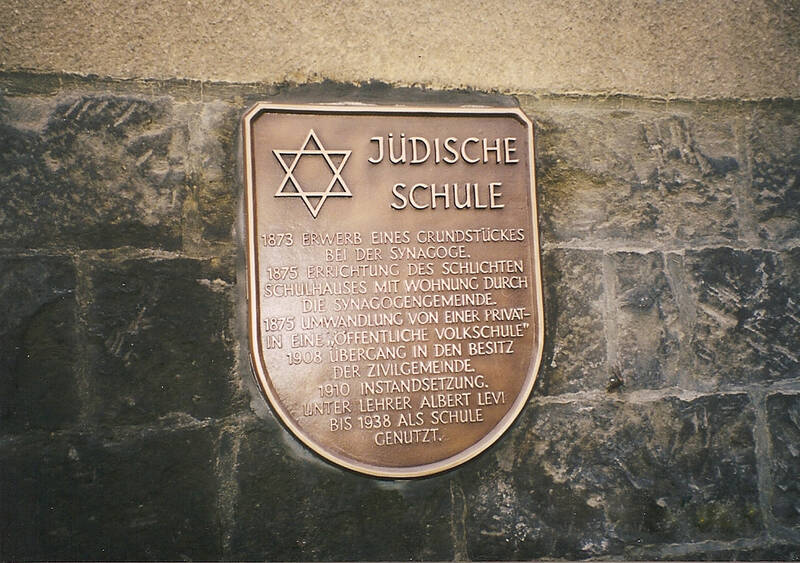 JÜDISCHE
SCHULE
1873 ERWERB EINES GRUNDSTÜCKES
BEI DER SYNAGOGE.
1875 ERRICHTUNG DES SCHLICHTEN
SCHULHAUSES MIT WOHNUNG DURCH
DIE SYNAGOGENGEMEINDE.
1875 UMWANDLUNG VON EINER PRIVAT-
IN EINE „ÖFFENTLICHE VOLKSCHULE"
1908 ÜBERGANG IN DEN BESITZ
DER ZIVILGEMEINDE.
1910 INSTANDSETZUNG.
UNTER LEHRER ALBERT LEVI
BIS 1938 ALS SCHULE
GENUTZT.